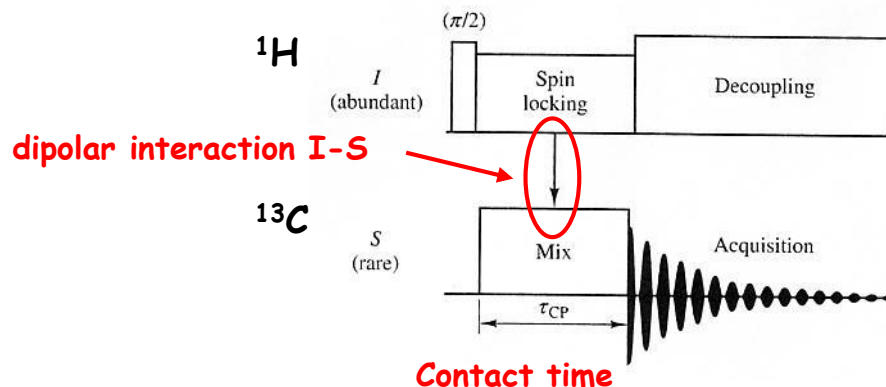 (π/2)
¹H
I
(abundant)
Spin
locking
Decoupling
dipolar interaction I-S
¹³C
S
(rare)
Mix
Acquisition
τCP
Contact time